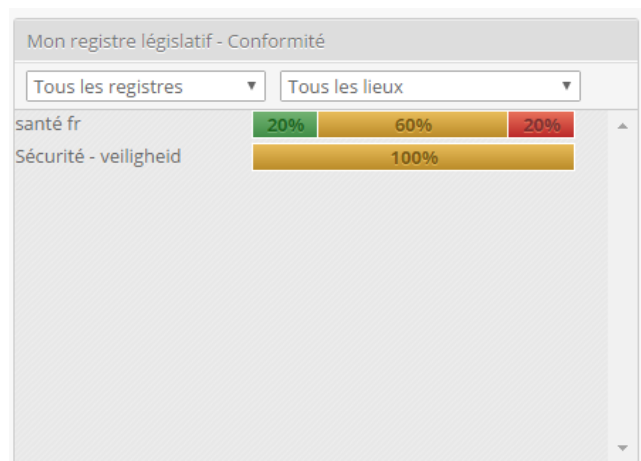 Mon registre législatif - Conformité
Tous les registres Tous les lieux
santé fr 20% 60% 20%
Sécurité - veiligheid 100%